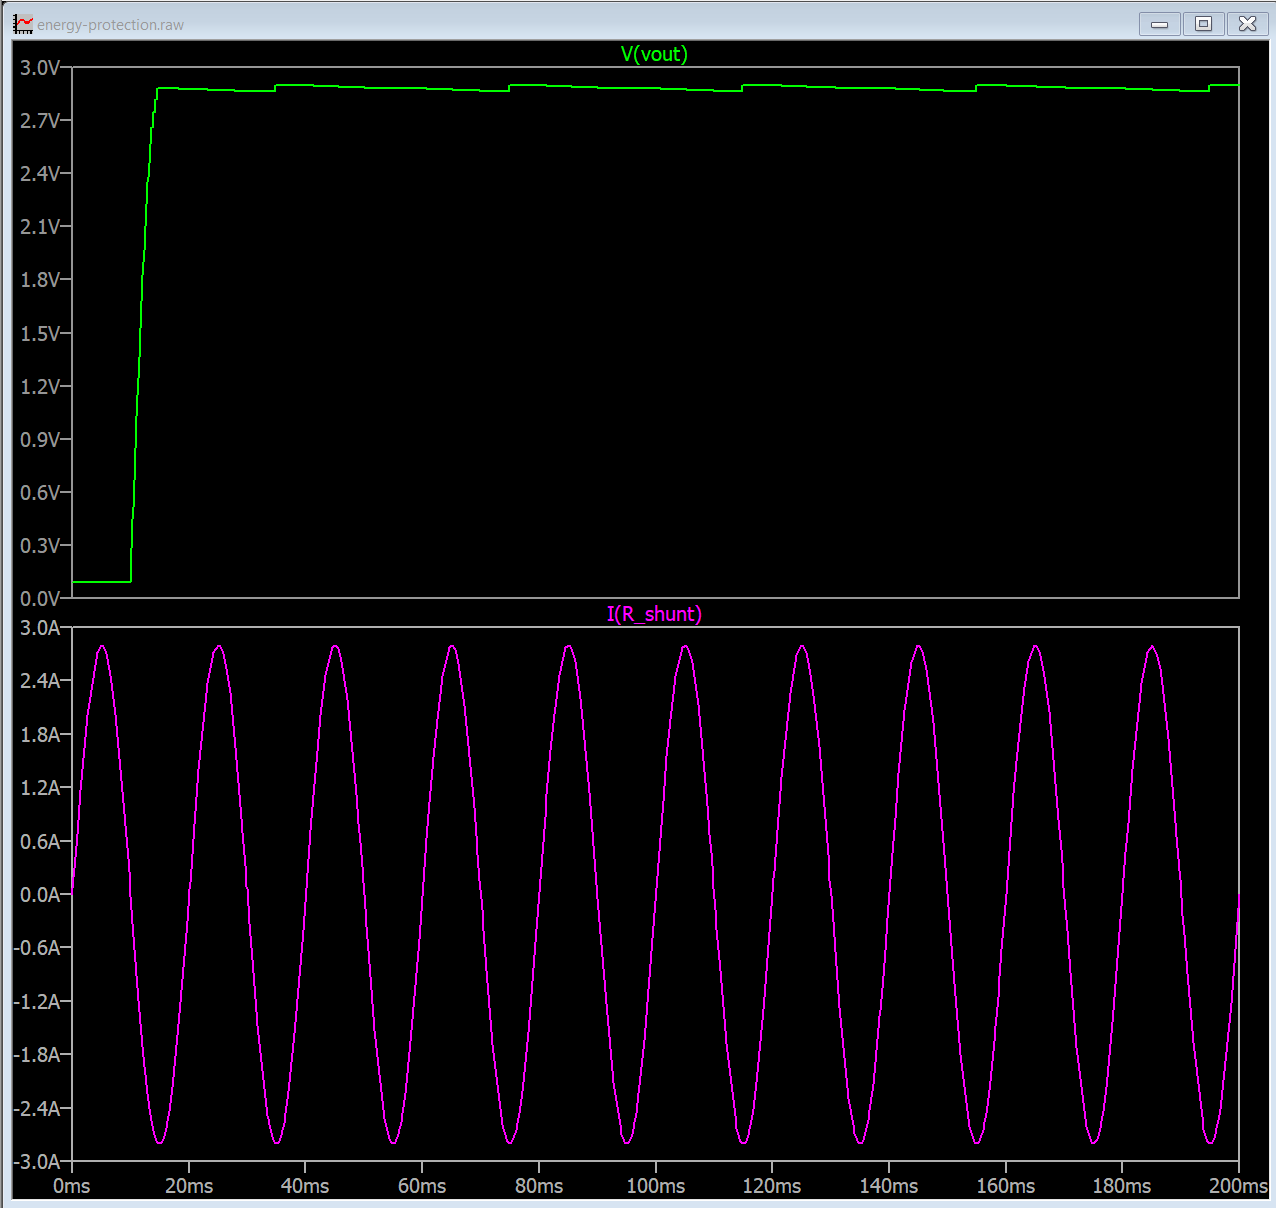 energy-protection.raw
V(vout)
3.0V
2.7V
2.4V
2.1V
1.8V
1.5V
1.2V
0.9V
0.6V
0.3V
0.0V
I(R_shunt)
3.0A
2.4A
1.8A
1.2A
0.6A
0.0A
-0.6A
-1.2A
-1.8A
-2.4A
-3.0A
0ms 20ms 40ms 60ms 80ms 100ms 120ms 140ms 160ms 180ms 200ms